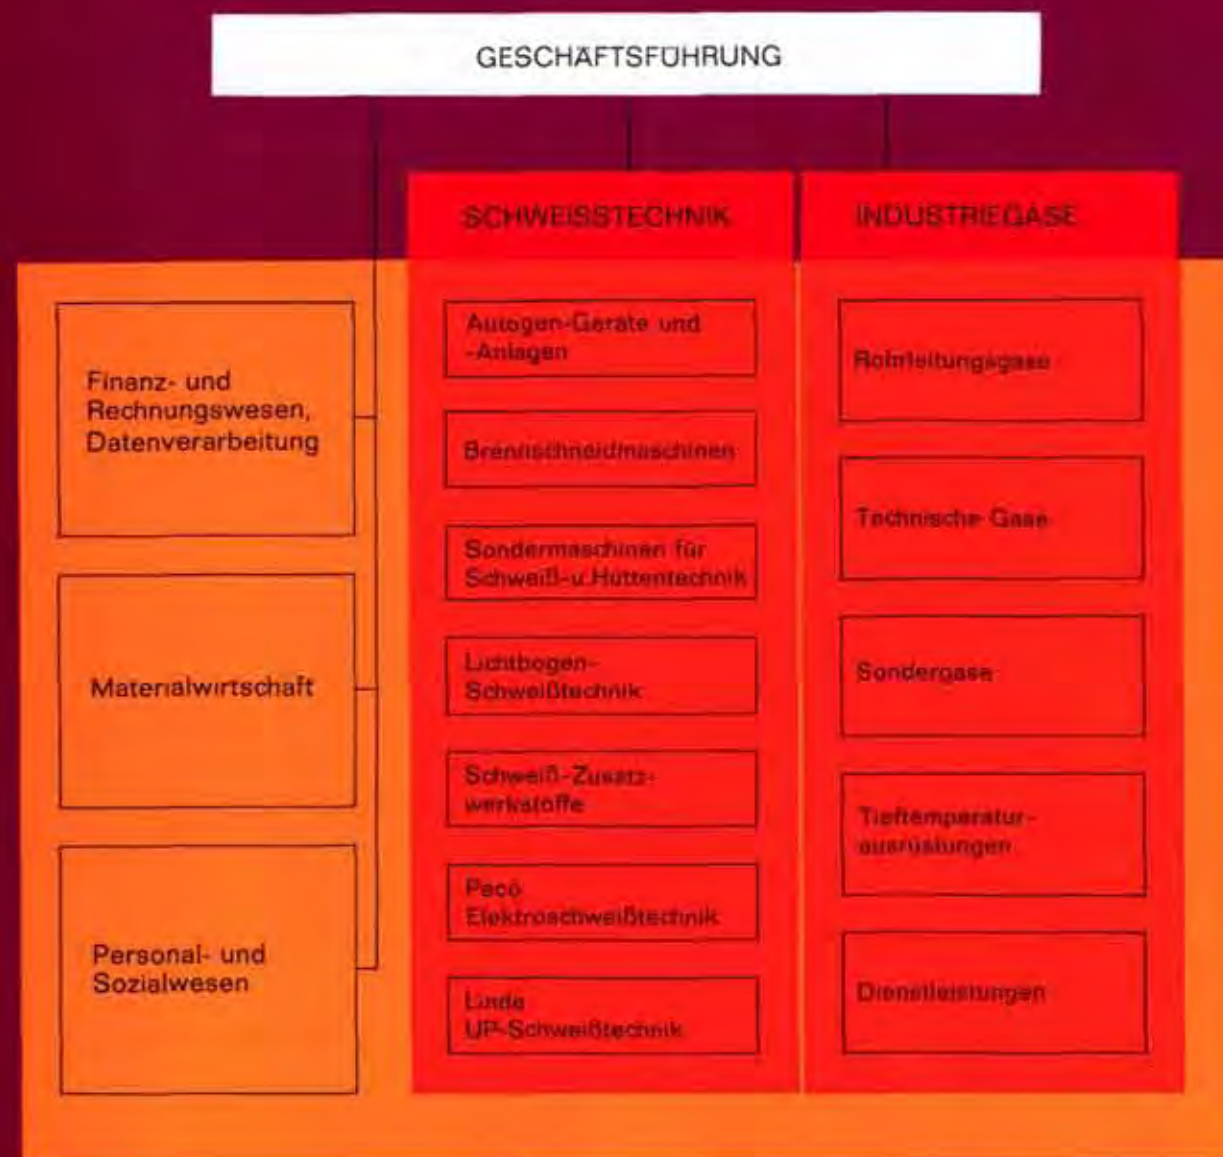 GESCHÄFTSFÜHRUNG
SCHWEISSTECHNIK
INDUSTRIEGASE
Finanz- und
Rechnungswesen,
Datenverarbeitung
Materialwirtschaft
Personal- und
Sozialwesen
Autogen-Geräte und
-Anlagen
Brennschneidmaschinen
Sondermaschinen für
Schweiß-u.Hüttentechnik
Lichtbogen-
Schweißtechnik
Schweiß-Zusatz-
werkstoffe
Peco
Elektroschweißtechnik
Linde
UP-Schweißtechnik
Rohrleitungsgase
Technische Gase
Sondergase
Tieftemperatur-
ausrüstungen
Dienstleistungen